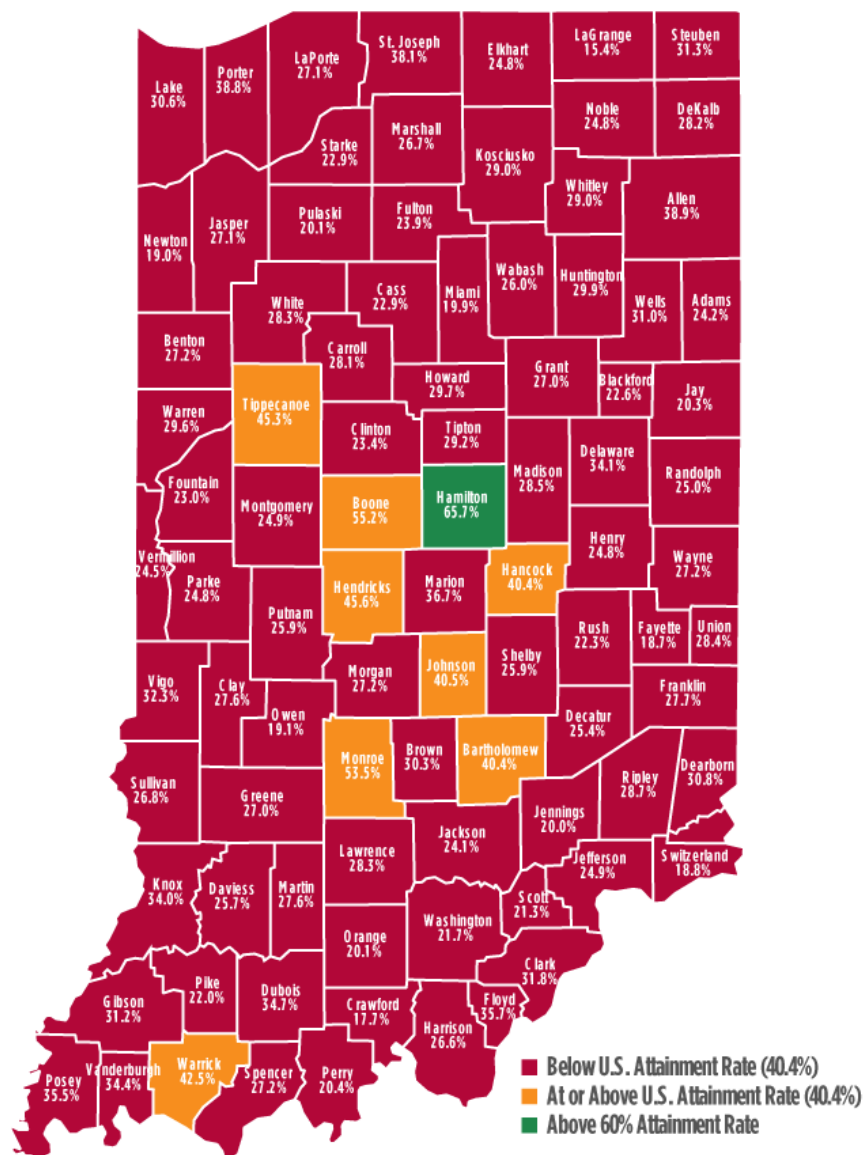 LaGrange
15.4%
Steuben
31.3%
St. Joseph
38.1%
Elkhart
24.8%
LaPorte
27.1%
Porter
38.8%
Lake
30.6%
Noble
24.8%
DeKalb
28.2%
Marshall
26.7%
Starke
22.9%
Kosciusko
29.0%
Whitley
29.0%
Allen
38.9%
Newton
19.0%
Jasper
27.1%
Pulaski
20.1%
Fulton
23.9%
Miami
19.9%
Wabash
26.0%
Huntington
29.9%
Wells
31.0%
Adams
24.2%
White
28.3%
Cass
22.9%
Benton
27.2%
Carroll
28.1%
Howard
29.7%
Grant
27.0%
Blackford
22.6%
Jay
20.3%
Warren
29.6%
Tippecanoe
45.3%
Clinton
23.4%
Tipton
29.2%
Madison
28.5%
Delaware
34.1%
Randolph
25.0%
Fountain
23.0%
Montgomery
24.9%
Boone
55.2%
Hamilton
65.7%
Henry
24.8%
Wayne
27.2%
Vermillion
24.5%
Parke
24.8%
Hendricks
45.6%
Marion
36.7%
Hancock
40.4%
Putnam
25.9%
Rush
22.3%
Fayette
18.7%
Union
28.4%
Vigo
32.3%
Clay
27.6%
Morgan
27.2%
Johnson
40.5%
Shelby
25.9%
Franklin
27.7%
Owen
19.1%
Decatur
25.4%
Sullivan
26.8%
Greene
27.0%
Monroe
53.5%
Brown
30.3%
Bartholomew
40.4%
Ripley
28.7%
Dearborn
30.8%
Jennings
20.0%
Lawrence
28.3%
Jackson
24.1%
Jefferson
24.9%
Switzerland
18.8%
Knox
34.0%
Daviess
25.7%
Martin
27.6%
Scott
21.3%
Orange
20.1%
Washington
21.7%
Clark
31.8%
Gibson
31.2%
Pike
22.0%
Dubois
34.7%
Crawford
17.7%
Harrison
26.6%
Floyd
35.7%
Posey
35.5%
Vanderburgh
34.4%
Warrick
42.5%
Spencer
27.2%
Perry
20.4%
Below U.S. Attainment Rate (40.4%)
At or Above U.S. Attainment Rate (40.4%)
Above 60% Attainment Rate